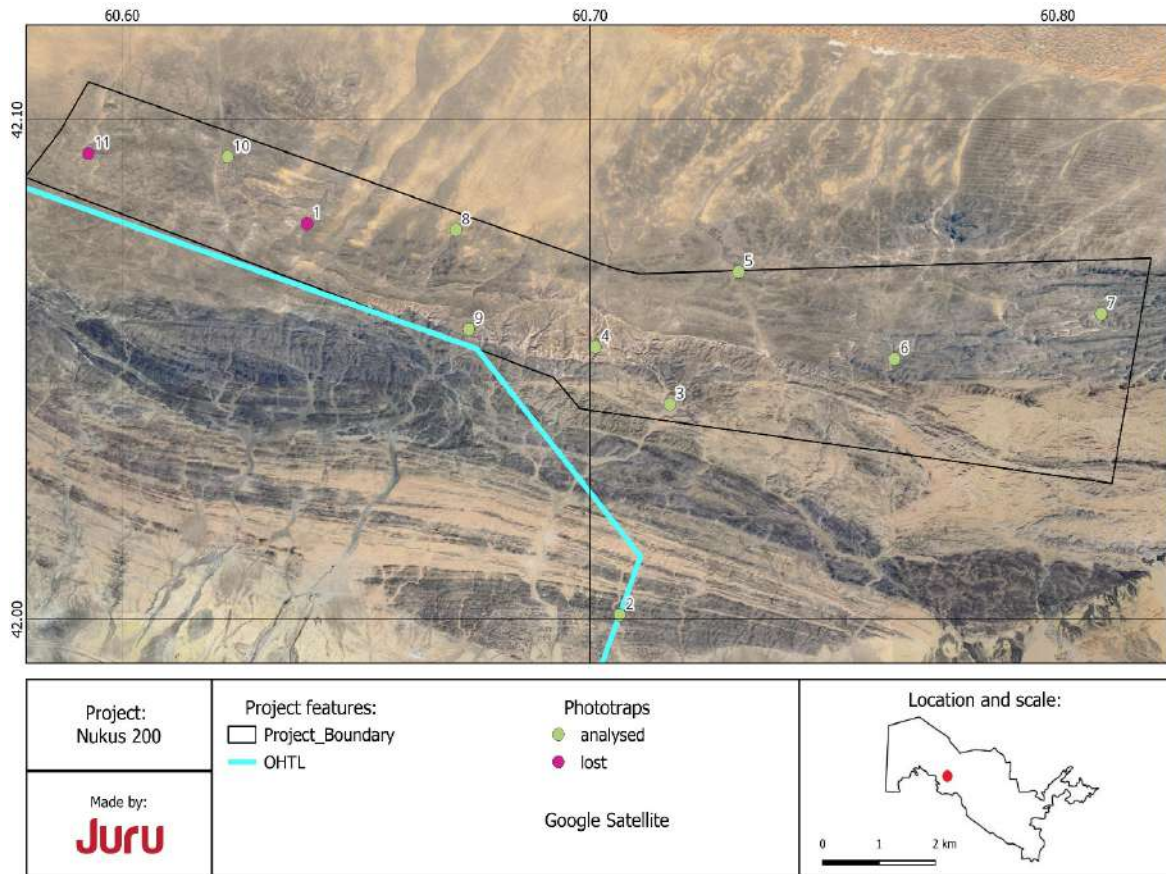 60.60
60.70
60.80
42.10
11
10
1
8
5
7
9
4
6
3
42.00
2
Project:
Nukus 200
Made by:
Juru
Project features:
Project_Boundary
OHTL
Phototraps
analysed
lost
Google Satellite
Location and scale:
0 1 2 km